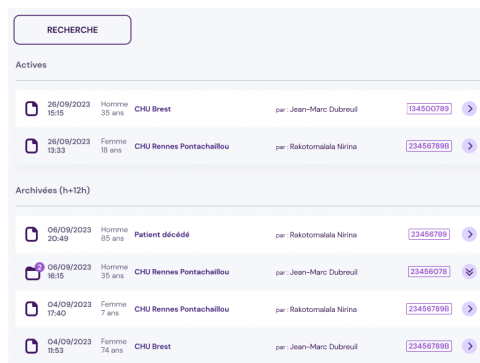 RECHERCHE
Actives
26/09/2023 Homme CHU Brest par : Jean-Marc Dubreuil 134500789
15:15 35 ans
26/09/2023 Femme CHU Rennes Pontachaillou par : Rakotomalala Nirina 23456789B
13:33 18 ans
Archivées (h+12h)
06/09/2023 Homme Patient décédé par : Rakotomalala Nirina 23456789
20:49 85 ans
2 06/09/2023 Homme CHU Rennes Pontachaillou par : Jean-Marc Dubreuil 23456078
16:15 35 ans
04/09/2023 Femme CHU Rennes Pontachaillou par : Rakotomalala Nirina 23456789B
17:40 7 ans
04/09/2023 Femme CHU Brest par : Jean-Marc Dubreuil 23456789B
11:53 74 ans